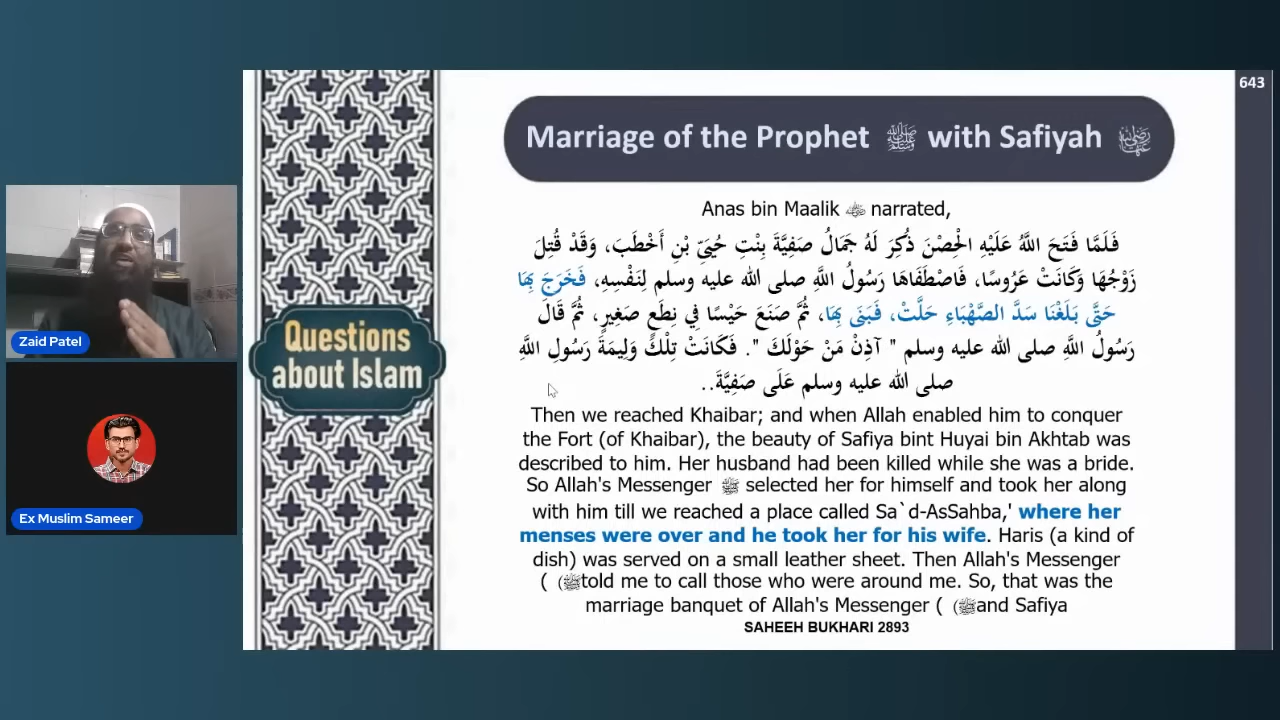 643
Marriage of the Prophet ﷺ with Safiyah
Anas bin Maalik narrated,
فَلَمَّا فَتَحَ اللَّهُ عَلَيْهِ الْحِصْنَ ذُكِرَ لَهُ جَمَالُ صَفِيَّةَ بِنْتِ حُيَىِّ بْنِ أَخْطَبَ، وَقَدْ قُتِلَ
زَوْجُهَا وَكَانَتْ عَرُوسًا، فَاصْطَفَاهَا رَسُولُ اللَّهِ صلى الله عليه وسلم لِنَفْسِهِ، فَخَرَجَ بِهَا
حَتَّى بَلَغْنَا سَدَّ الصَّهْبَاءِ حَلَّتْ، فَبَنَى بِهَا، ثُمَّ صَنَعَ حَيْسًا فِي نِطَعٍ صَغِيرٍ، ثُمَّ قَالَ
رَسُولُ اللَّهِ صلى الله عليه وسلم " آذِنْ مَنْ حَوْلَكَ ". فَكَانَتْ تِلْكَ وَلِيمَةَ رَسُولِ اللَّهِ
صلى الله عليه وسلم عَلَى صَفِيَّةَ..
Then we reached Khaibar; and when Allah enabled him to conquer
the Fort (of Khaibar), the beauty of Safiya bint Huyai bin Akhtab was
described to him. Her husband had been killed while she was a bride.
So Allah's Messenger ﷺ selected her for himself and took her along
with him till we reached a place called Sa`d-AsSahba,' where her
menses were over and he took her for his wife. Haris (a kind of
dish) was served on a small leather sheet. Then Allah's Messenger
( (ﷺtold me to call those who were around me. So, that was the
marriage banquet of Allah's Messenger ( (ﷺand Safiya
SAHEEH BUKHARI 2893
Questions
about Islam
Zaid Patel
Ex Muslim Sameer